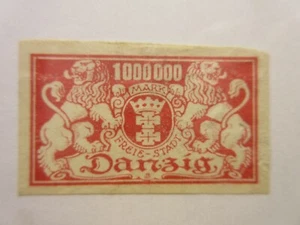 1000000
MARK
FREIE-STADT
Danzig.